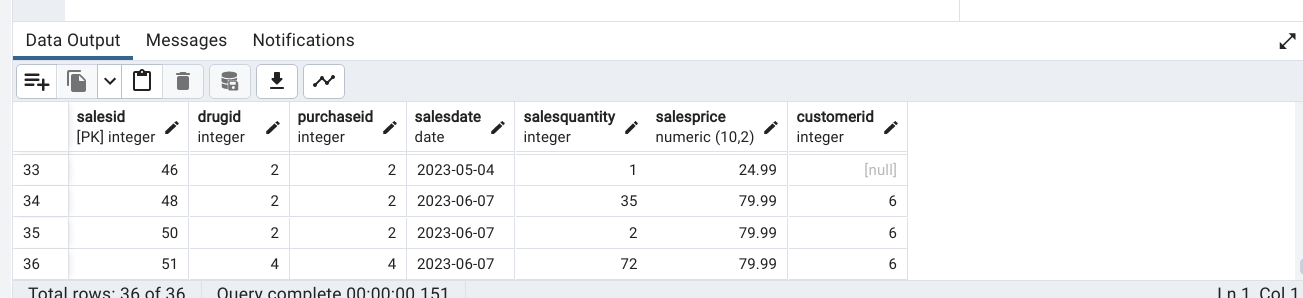 Data Output Messages Notifications
salesid drugid purchaseid salesdate salesquantity salesprice customerid
[PK] integer integer integer date integer numeric (10,2) integer
33 46 2 2 2023-05-04 1 24.99 [null]
34 48 2 2 2023-06-07 35 79.99 6
35 50 2 2 2023-06-07 2 79.99 6
36 51 4 4 2023-06-07 72 79.99 6
Total rows: 36 of 36 Query complete 00:00:00.151 Ln 1, Col 1